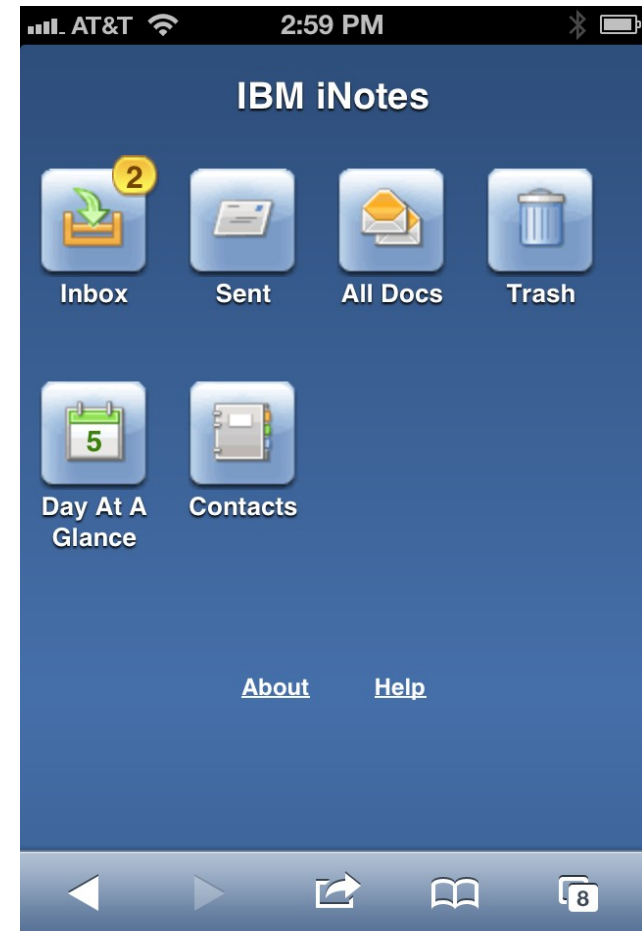 AT&T 2:59 PM
IBM iNotes
2
Inbox Sent All Docs Trash
5
Day At A Contacts
Glance
About Help
8